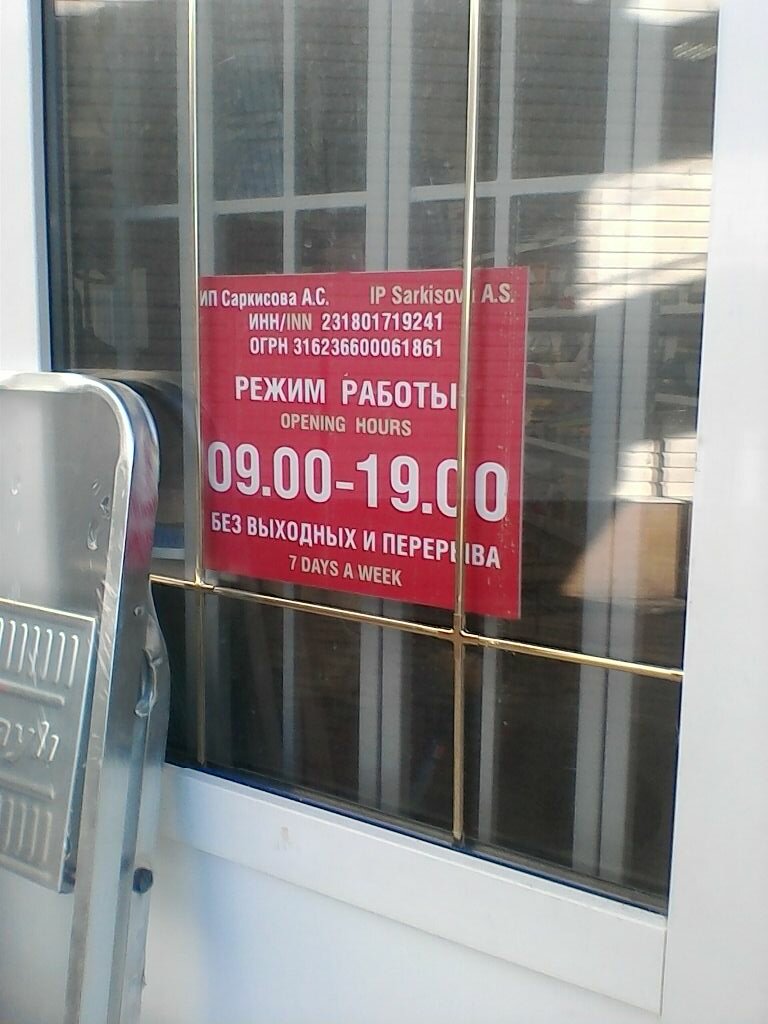 ИП Саркисова А.С. IP Sarkisova A.S.
ИНН/INN 231801719241
ОГРН 316236600061861
РЕЖИМ РАБОТЫ
OPENING HOURS
09.00-19.00
БЕЗ ВЫХОДНЫХ И ПЕРЕРЫВА
7 DAYS A WEEK